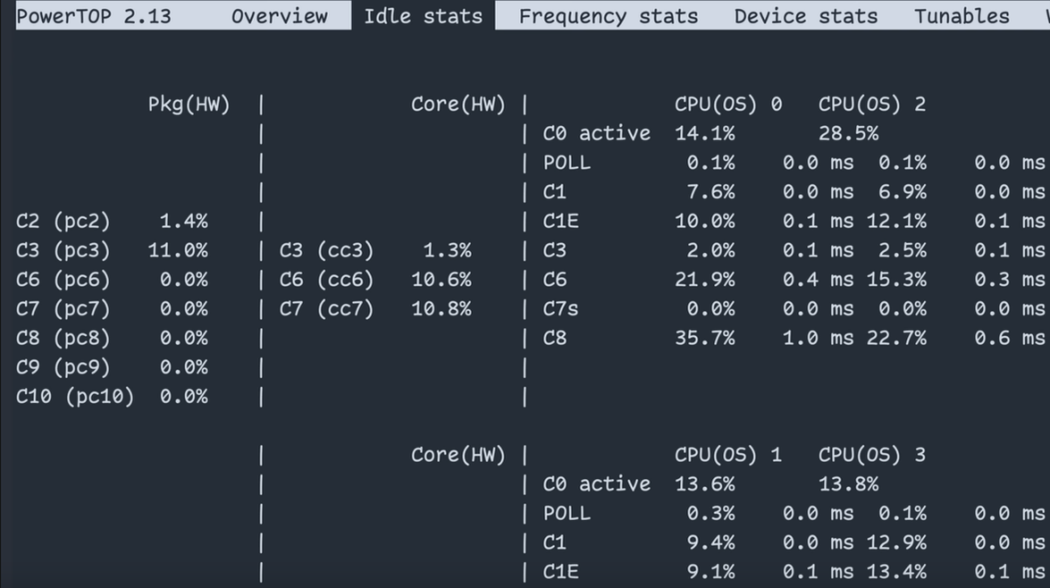 PowerTOP 2.13 Overview Idle stats Frequency stats Device stats Tunables
Pkg(HW) | Core(HW) | CPU(OS) 0 CPU(OS) 2
| | C0 active 14.1% 28.5%
| | POLL 0.1% 0.0 ms 0.1% 0.0 ms
| | C1 7.6% 0.0 ms 6.9% 0.0 ms
C2 (pc2) 1.4% | | C1E 10.0% 0.1 ms 12.1% 0.1 ms
C3 (pc3) 11.0% | C3 (cc3) 1.3% | C3 2.0% 0.1 ms 2.5% 0.1 ms
C6 (pc6) 0.0% | C6 (cc6) 10.6% | C6 21.9% 0.4 ms 15.3% 0.3 ms
C7 (pc7) 0.0% | C7 (cc7) 10.8% | C7s 0.0% 0.0 ms 0.0% 0.0 ms
C8 (pc8) 0.0% | | C8 35.7% 1.0 ms 22.7% 0.6 ms
C9 (pc9) 0.0% | |
C10 (pc10) 0.0% | |
| Core(HW) | CPU(OS) 1 CPU(OS) 3
| | C0 active 13.6% 13.8%
| | POLL 0.3% 0.0 ms 0.1% 0.0 ms
| | C1 9.4% 0.0 ms 12.9% 0.0 ms
| | C1E 9.1% 0.1 ms 13.4% 0.1 ms